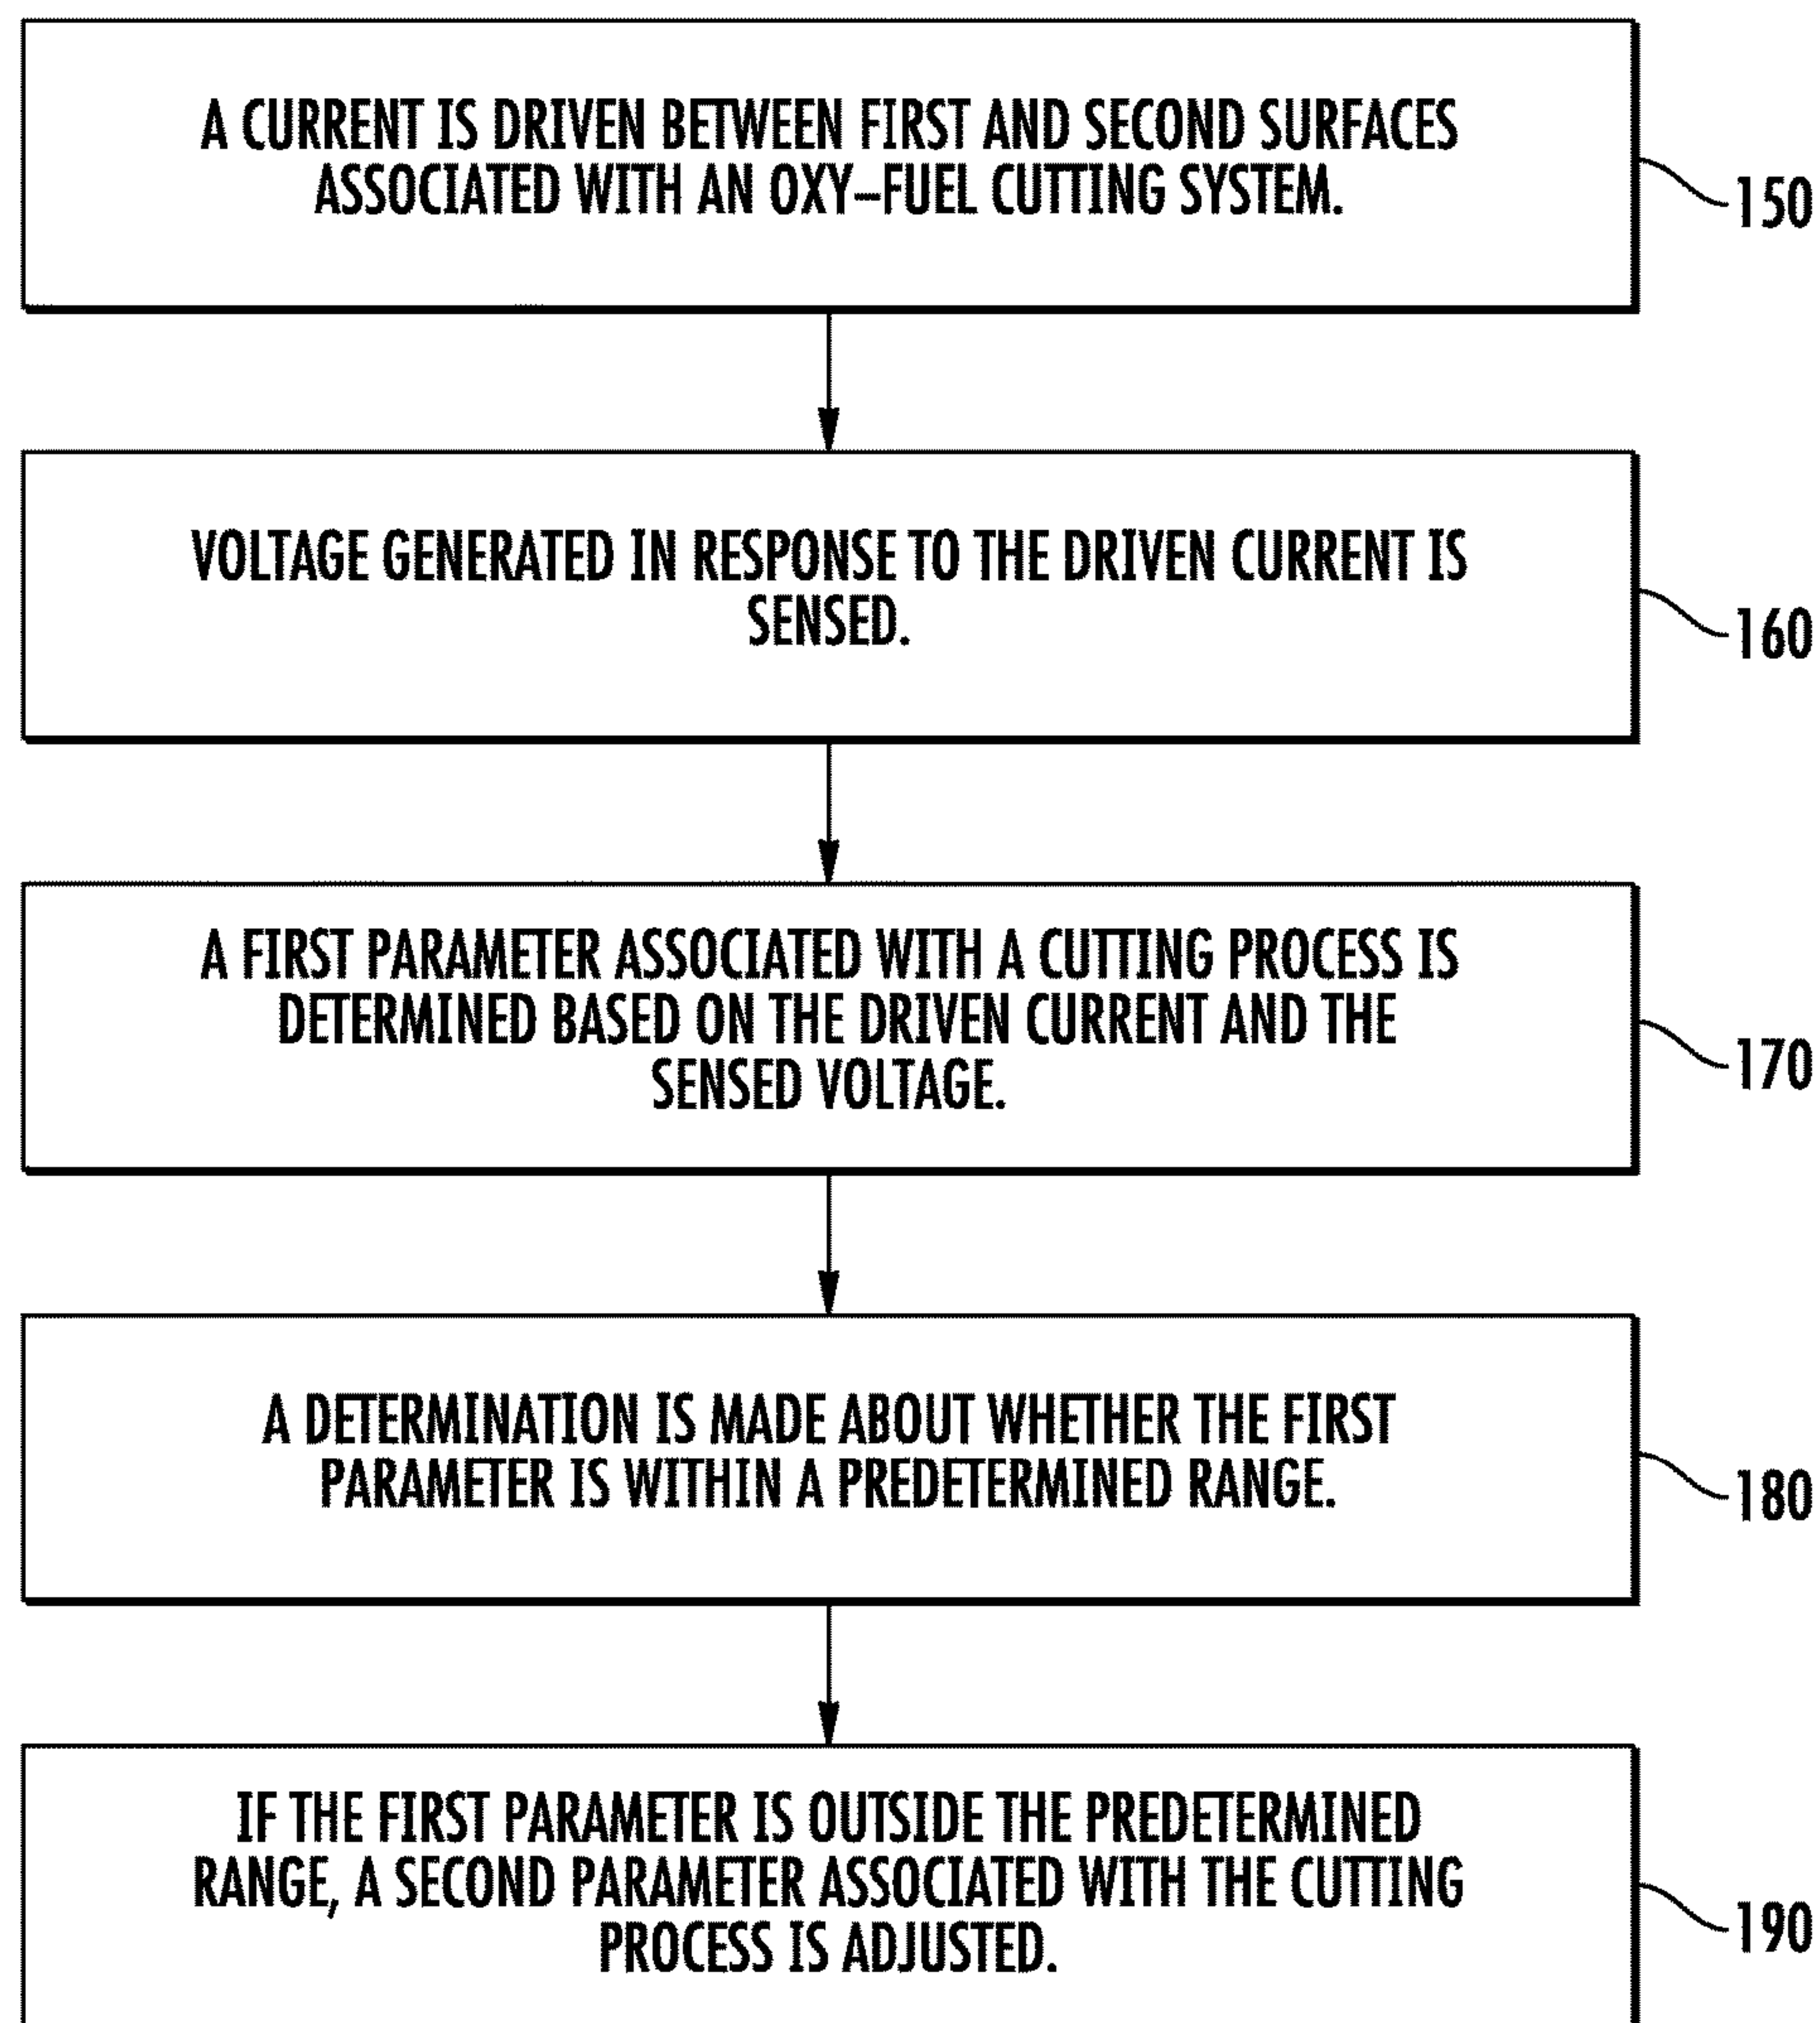 A CURRENT IS DRIVEN BETWEEN FIRST AND SECOND SURFACES
ASSOCIATED WITH AN OXY–FUEL CUTTING SYSTEM.
150
VOLTAGE GENERATED IN RESPONSE TO THE DRIVEN CURRENT IS
SENSED.
160
A FIRST PARAMETER ASSOCIATED WITH A CUTTING PROCESS IS
DETERMINED BASED ON THE DRIVEN CURRENT AND THE
SENSED VOLTAGE.
170
A DETERMINATION IS MADE ABOUT WHETHER THE FIRST
PARAMETER IS WITHIN A PREDETERMINED RANGE.
180
IF THE FIRST PARAMETER IS OUTSIDE THE PREDETERMINED
RANGE, A SECOND PARAMETER ASSOCIATED WITH THE CUTTING
PROCESS IS ADJUSTED.
190